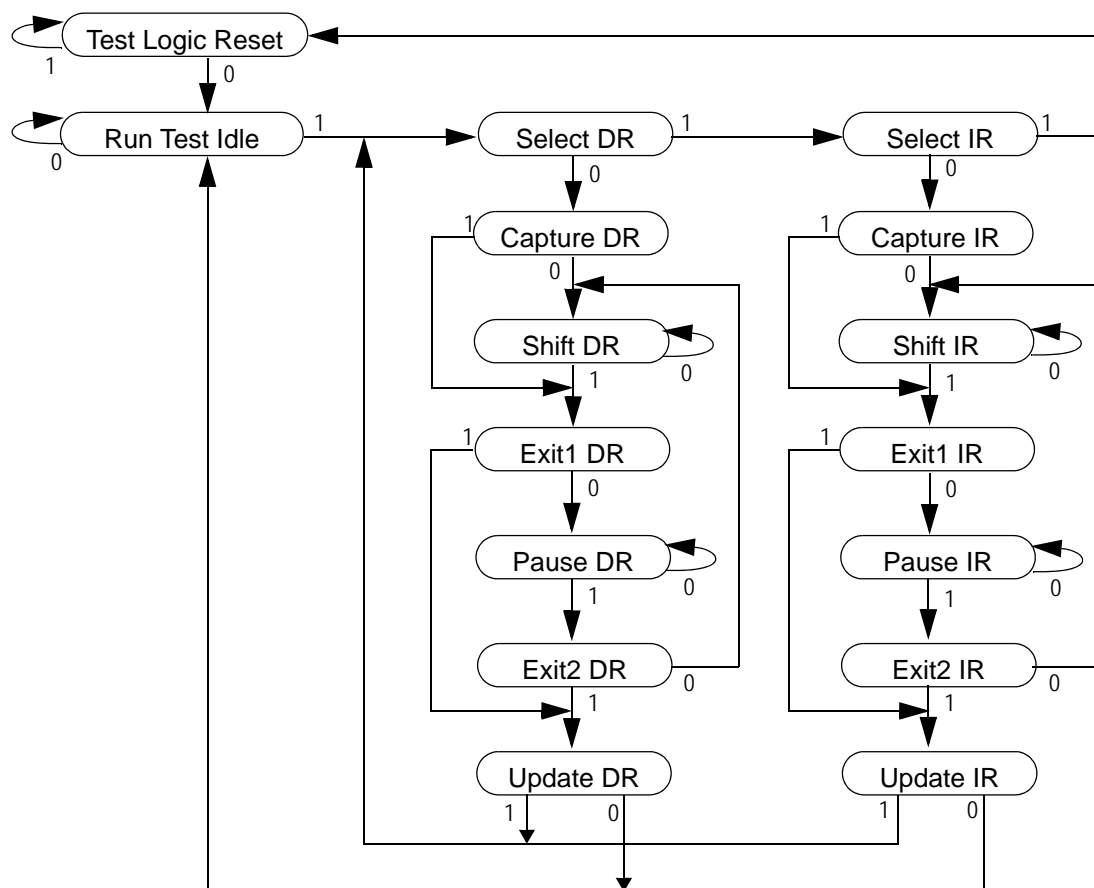 Test Logic Reset
1
0
Run Test Idle
1
0
Select DR
1
0
Select IR
1
0
1
Capture DR
0
1
Capture IR
0
Shift DR
0
1
Shift IR
0
1
1
Exit1 DR
0
1
Exit1 IR
0
Pause DR
0
1
Pause IR
0
1
Exit2 DR
0
1
Exit2 IR
0
1
Update DR
1
0
Update IR
1
0